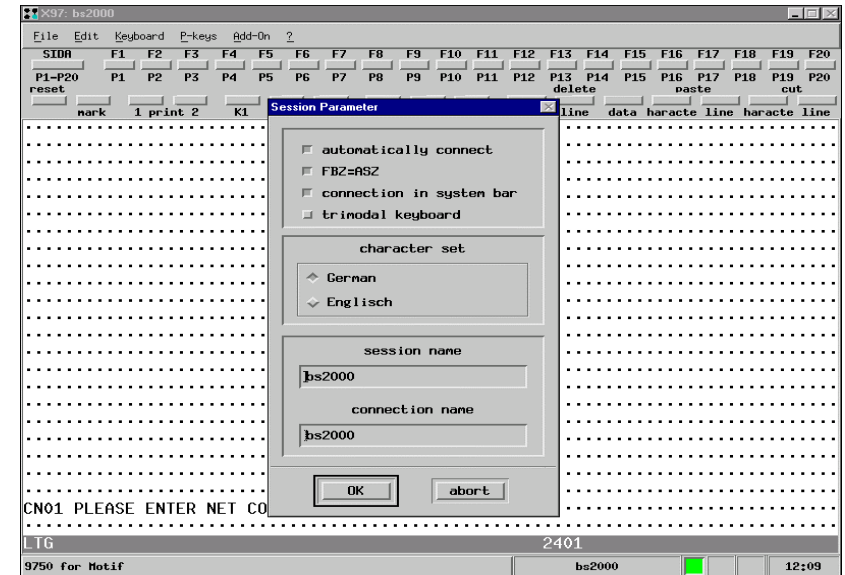 X97: bs2000
File Edit Keyboard P-keys Add-On ?
SIDA F1 F2 F3 F4 F5 F6 F7 F8 F9 F10 F11 F12 F13 F14 F15 F16 F17 F18 F19 F20
P1-P20 P1 P2 P3 P4 P5 P6 P7 P8 P9 P10 P11 P12 P13 P14 P15 P16 P17 P18 P19 P20
reset delete paste cut
mark 1 print 2 K1 line data haracte line haracte line
Session Parameter
automatically connect
FBZ=ASZ
connection in system bar
trimodal keyboard
character set
German
Englisch
session name
bs2000
connection name
bs2000
OK abort
CN01 PLEASE ENTER NET CO
LTG 2401
9750 for Motif bs2000 12:09